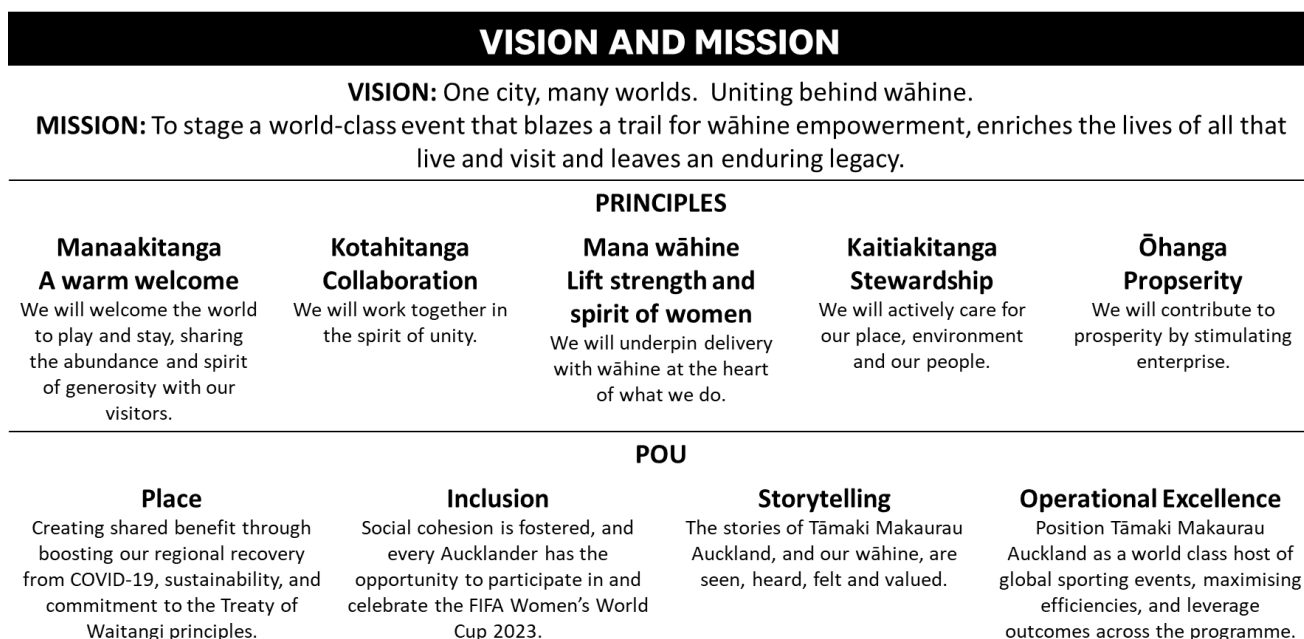 VISION AND MISSION
VISION: One city, many worlds.  Uniting behind wāhine.
MISSION: To stage a world-class event that blazes a trail for wāhine empowerment, enriches the lives of all that
live and visit and leaves an enduring legacy.
PRINCIPLES
Manaakitanga
A warm welcome
We will welcome the world
to play and stay, sharing
the abundance and spirit
of generosity with our
visitors.
Kotahitanga
Collaboration
We will work together in
the spirit of unity.
Mana wāhine
Lift strength and
spirit of women
We will underpin delivery
with wāhine at the heart
of what we do.
Kaitiakitanga
Stewardship
We will actively care for
our place, environment
and our people.
Ōhanga
Propserity
We will contribute to
prosperity by stimulating
enterprise.
POU
Place
Creating shared benefit through
boosting our regional recovery
from COVID-19, sustainability, and
commitment to the Treaty of
Waitangi principles.
Inclusion
Social cohesion is fostered, and
every Aucklander has the
opportunity to participate in and
celebrate the FIFA Women's World
Cup 2023.
Storytelling
The stories of Tāmaki Makaurau
Auckland, and our wāhine, are
seen, heard, felt and valued.
Operational Excellence
Position Tāmaki Makaurau
Auckland as a world class host of
global sporting events, maximising
efficiencies, and leverage
outcomes across the programme.